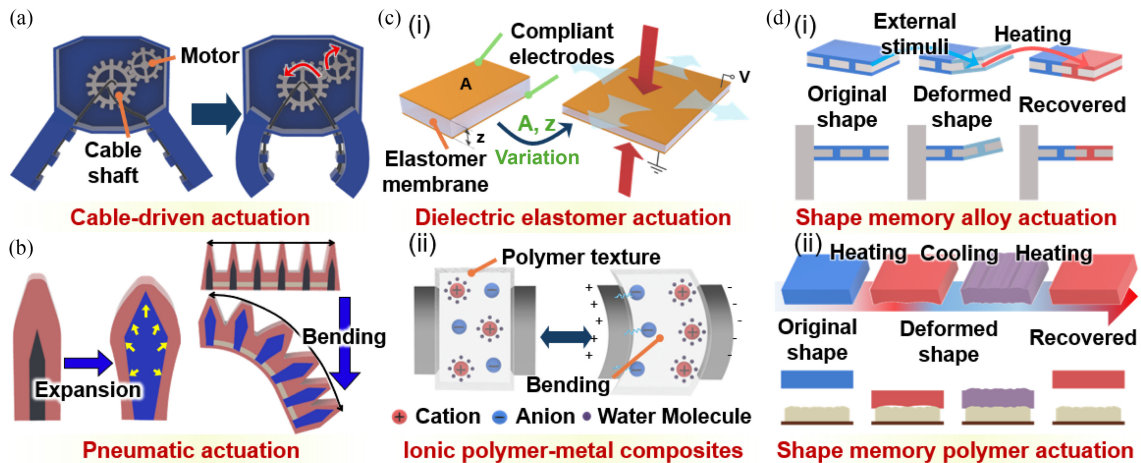 (a)
Motor
Cable
shaft
Cable-driven actuation
(b)
Expansion
Bending
Pneumatic actuation
(c)
(i)
Compliant
electrodes
A
V
z
A, z
Variation
Elastomer
membrane
Dielectric elastomer actuation
(ii)
Polymer texture
+
+
+
+
+
-
-
-
-
-
Bending
Cation
Anion
Water Molecule
Ionic polymer-metal composites
(d)
(i)
External
stimuli
Heating
Original
shape
Deformed
shape
Recovered
Shape memory alloy actuation
(ii)
Heating
Cooling
Heating
Original
shape
Deformed
shape
Recovered
Shape memory polymer actuation